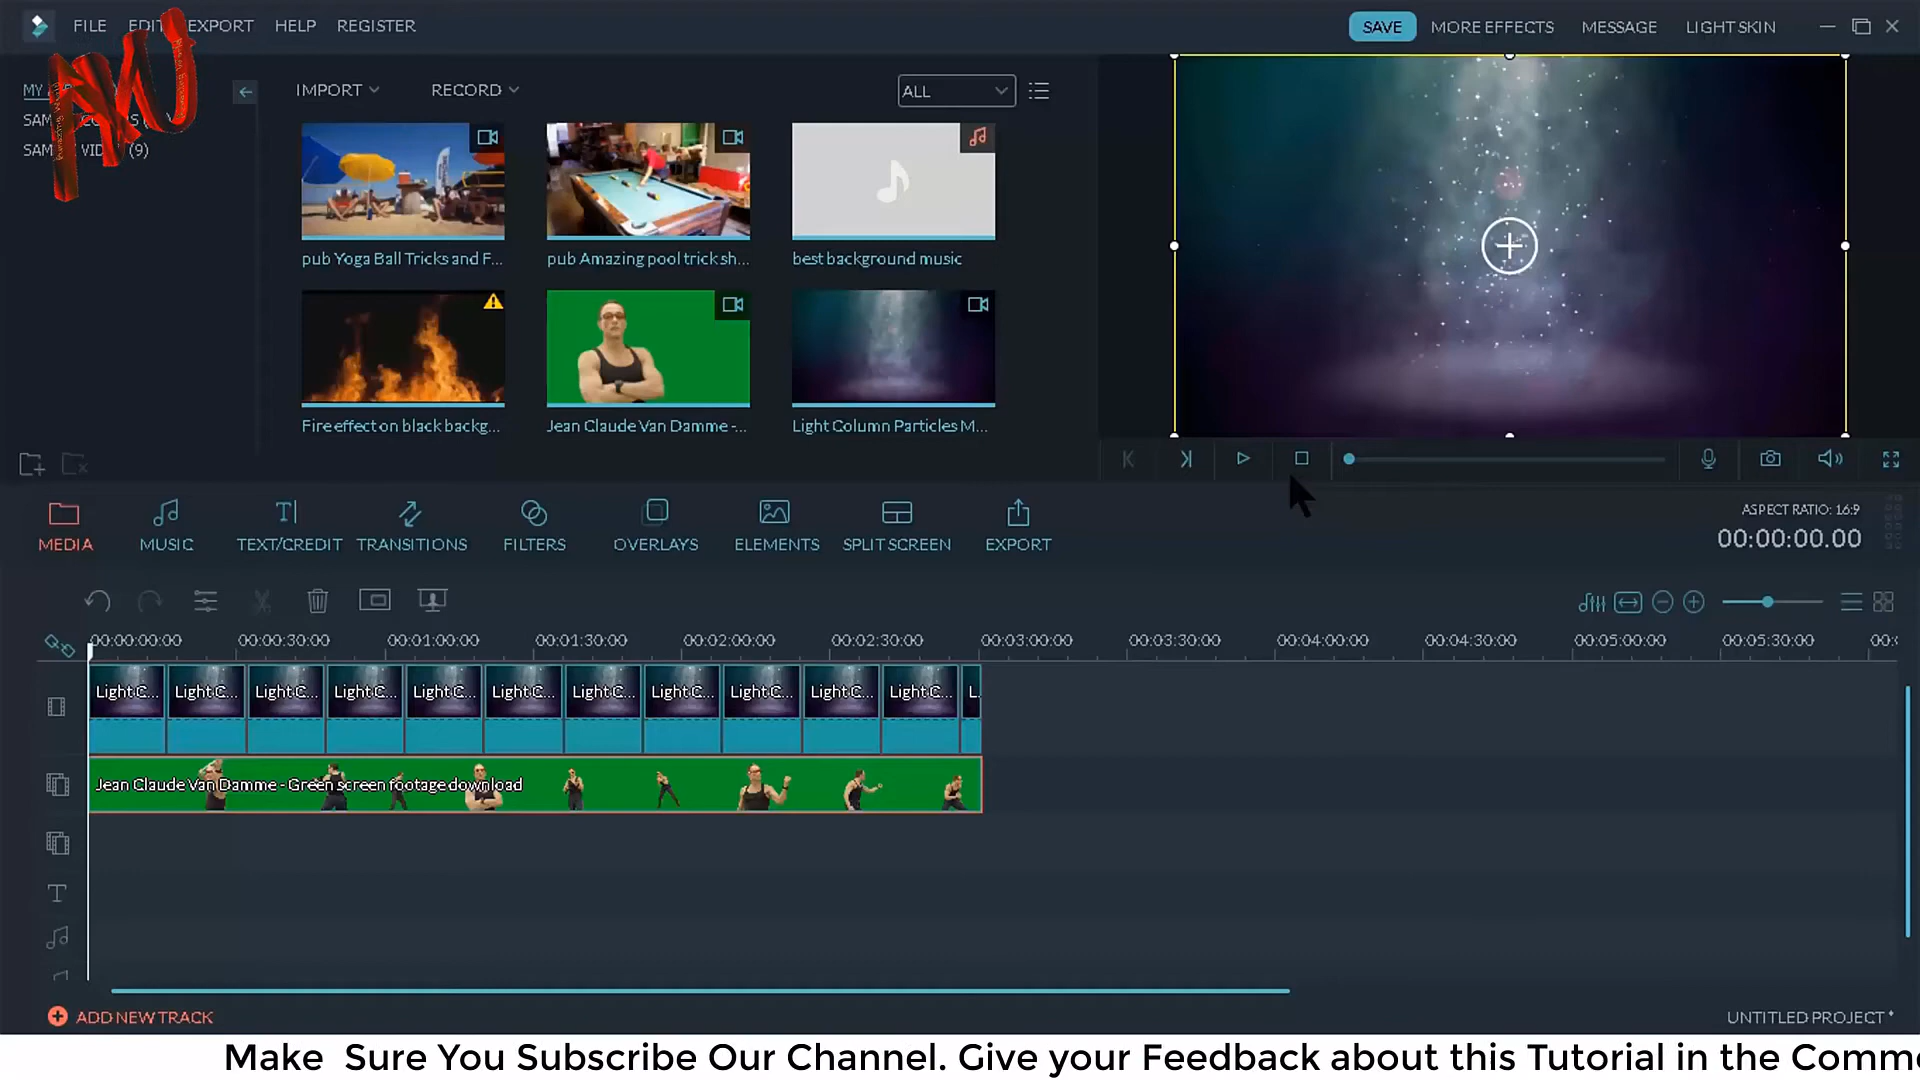 FILE EDIT EXPORT HELP REGISTER
SAVE MORE EFFECTS MESSAGE LIGHT SKIN
MY
SAM
SAM VID (9)
IMPORT RECORD ALL
pub Yoga Ball Tricks and F...
pub Amazing pool trick sh...
best background music
Fire effect on black backg...
Jean Claude Van Damme -...
Light Column Particles M...
MEDIA MUSIC TEXT/CREDIT TRANSITIONS FILTERS OVERLAYS ELEMENTS SPLIT SCREEN EXPORT
ASPECT RATIO: 16:9
00:00:00.00
00:00:00:00 00:00:30:00 00:01:00:00 00:01:30:00 00:02:00:00 00:02:30:00 00:03:00:00 00:03:30:00 00:04:00:00 00:04:30:00 00:05:00:00 00:05:30:00 00:
Light C... Light C... Light C... Light C... Light C... Light C... Light C... Light C... Light C... Light C... Light C... L.
Jean Claude Van Damme - Green screen footage download
ADD NEW TRACK
UNTITLED PROJECT *
Make Sure You Subscribe Our Channel. Give your Feedback about this Tutorial in the Comme